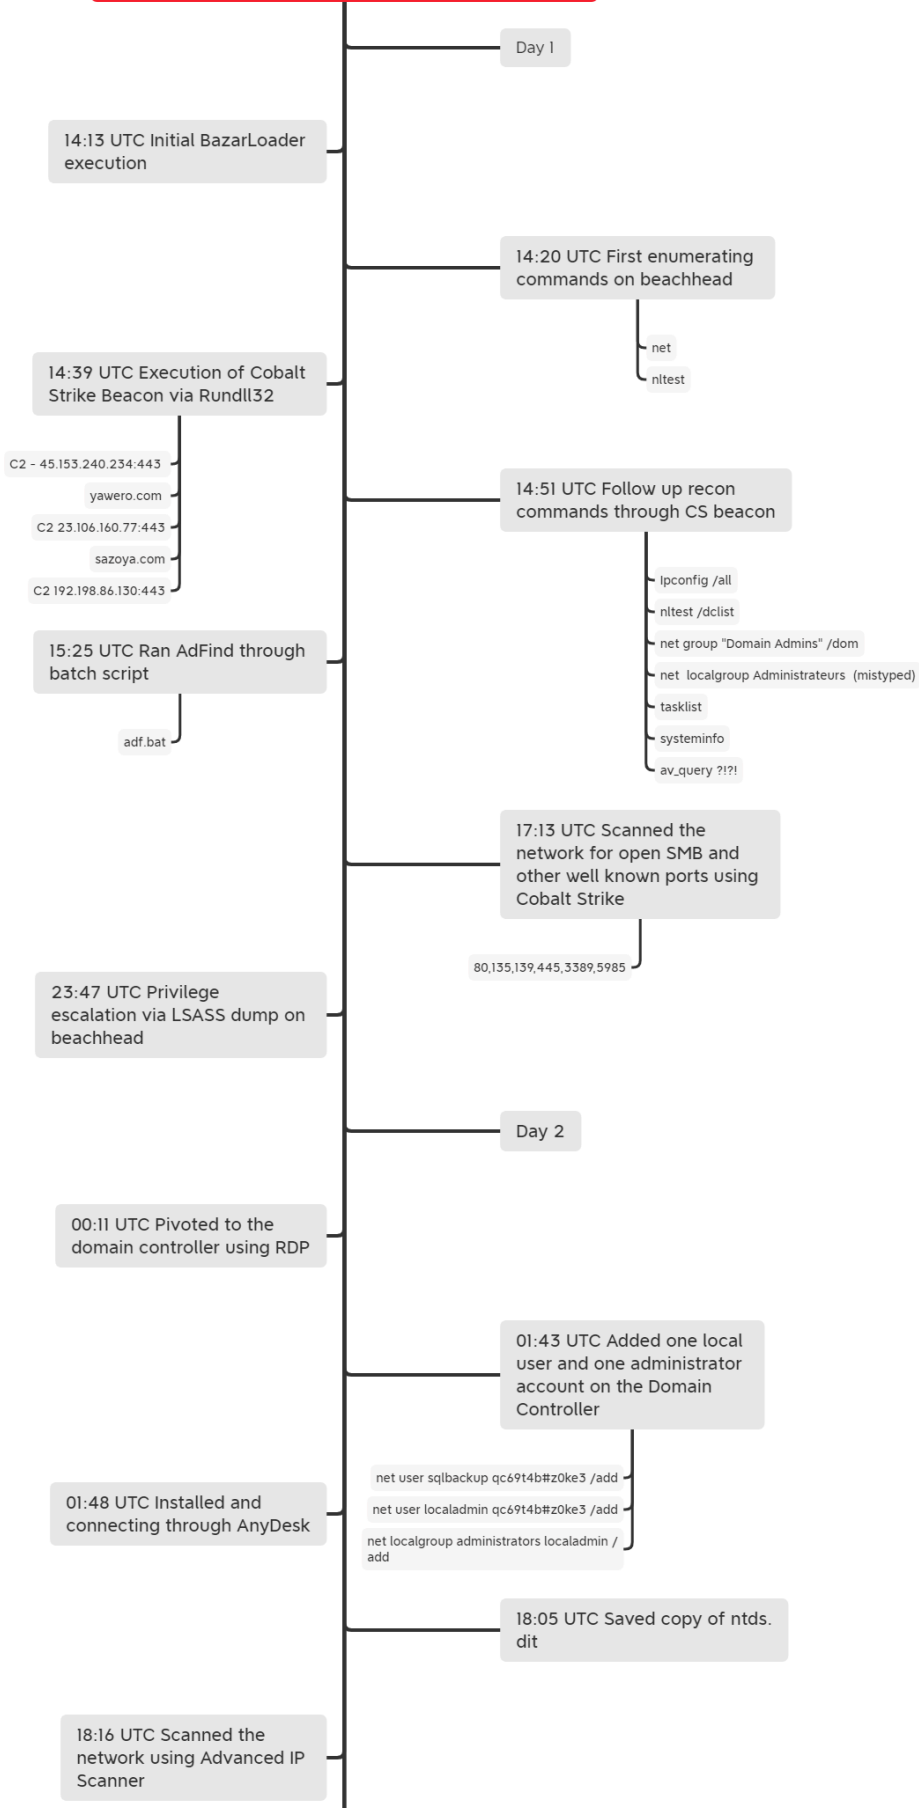 Day 1
14:13 UTC Initial BazarLoader
execution
14:20 UTC First enumerating
commands on beachhead
net
nltest
14:39 UTC Execution of Cobalt
Strike Beacon via Rundll32
C2 - 45.153.240.234:443
yawero.com
C2 23.106.160.77:443
sazoya.com
C2 192.198.86.130:443
14:51 UTC Follow up recon
commands through CS beacon
Ipconfig /all
nltest /dclist
net group "Domain Admins" /dom
net  localgroup Administrateurs  (mistyped)
tasklist
systeminfo
av_query ?!?!
15:25 UTC Ran AdFind through
batch script
adf.bat
17:13 UTC Scanned the
network for open SMB and
other well known ports using
Cobalt Strike
80,135,139,445,3389,5985
23:47 UTC Privilege
escalation via LSASS dump on
beachhead
Day 2
00:11 UTC Pivoted to the
domain controller using RDP
01:43 UTC Added one local
user and one administrator
account on the Domain
Controller
net user sqlbackup qc69t4b#z0ke3 /add
net user localadmin qc69t4b#z0ke3 /add
net localgroup administrators localadmin /
add
01:48 UTC Installed and
connecting through AnyDesk
18:05 UTC Saved copy of ntds.
dit
18:16 UTC Scanned the
network using Advanced IP
Scanner